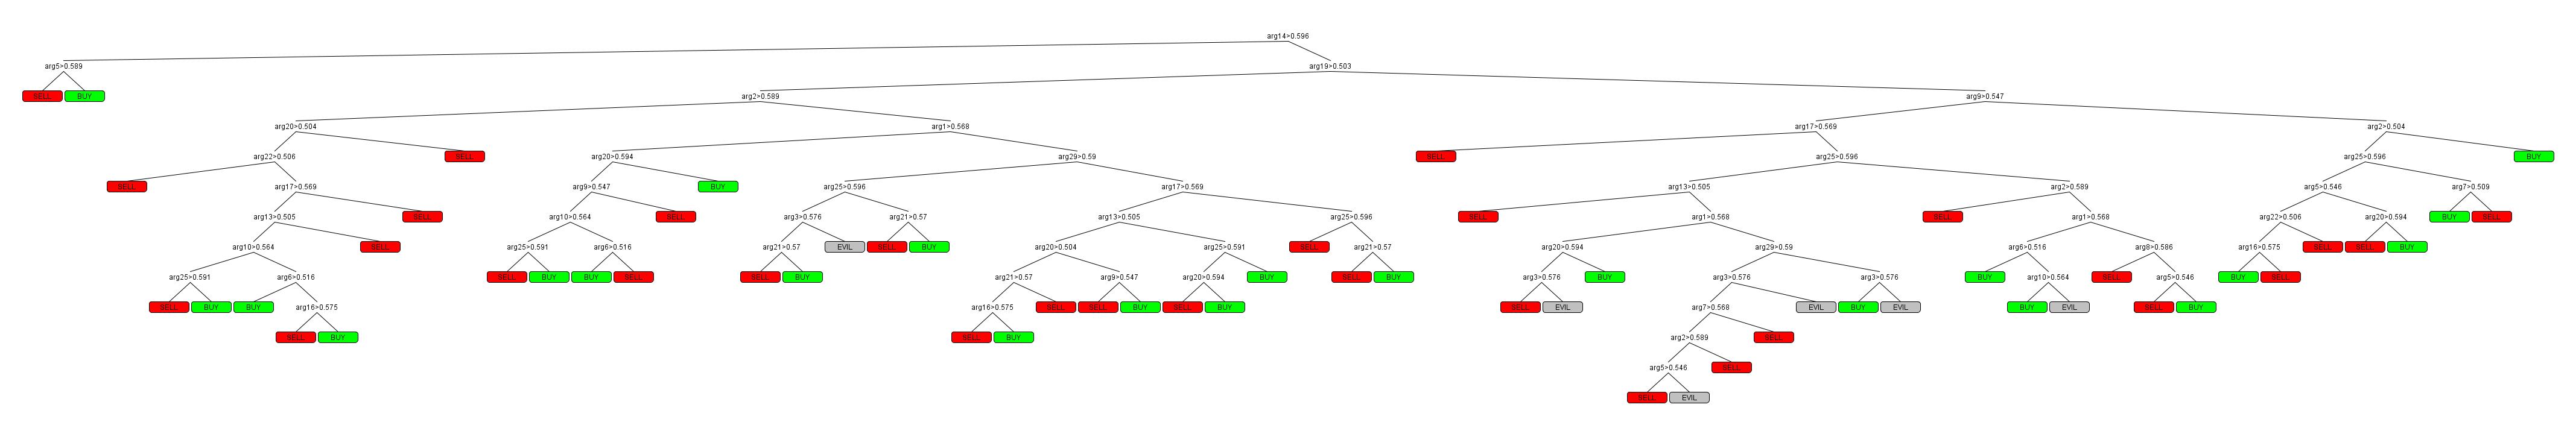 arg14>0.596
arg5>0.589 arg19>0.503
SELL BUY arg2>0.589 arg9>0.547
arg20>0.504 arg1>0.568 arg17>0.569 arg2>0.504
arg22>0.506 SELL arg20>0.594 arg29>0.59 SELL arg25>0.596 arg25>0.596 BUY
SELL arg17>0.569 arg9>0.547 BUY arg25>0.596 arg17>0.569 arg13>0.505 arg2>0.589 arg5>0.546 arg7>0.509
arg13>0.505 SELL arg10>0.564 SELL arg3>0.576 arg21>0.57 arg13>0.505 arg25>0.596 SELL arg1>0.568 SELL arg1>0.568 arg22>0.506 arg20>0.594 BUY SELL
arg10>0.564 SELL arg25>0.591 arg6>0.516 arg21>0.57 EVIL SELL BUY arg20>0.504 arg25>0.591 SELL arg21>0.57 arg20>0.594 arg29>0.59 arg6>0.516 arg8>0.586 arg16>0.575 SELL SELL BUY
arg25>0.591 arg6>0.516 SELL BUY BUY SELL SELL BUY arg21>0.57 arg9>0.547 arg20>0.594 BUY SELL BUY arg3>0.576 BUY arg3>0.576 arg3>0.576 BUY arg10>0.564 SELL arg5>0.546 BUY SELL
SELL BUY BUY arg16>0.575 arg16>0.575 SELL SELL BUY SELL BUY SELL EVIL arg7>0.568 EVIL BUY EVIL BUY EVIL SELL BUY
SELL BUY SELL BUY arg2>0.589 SELL
arg5>0.546 SELL
SELL EVIL